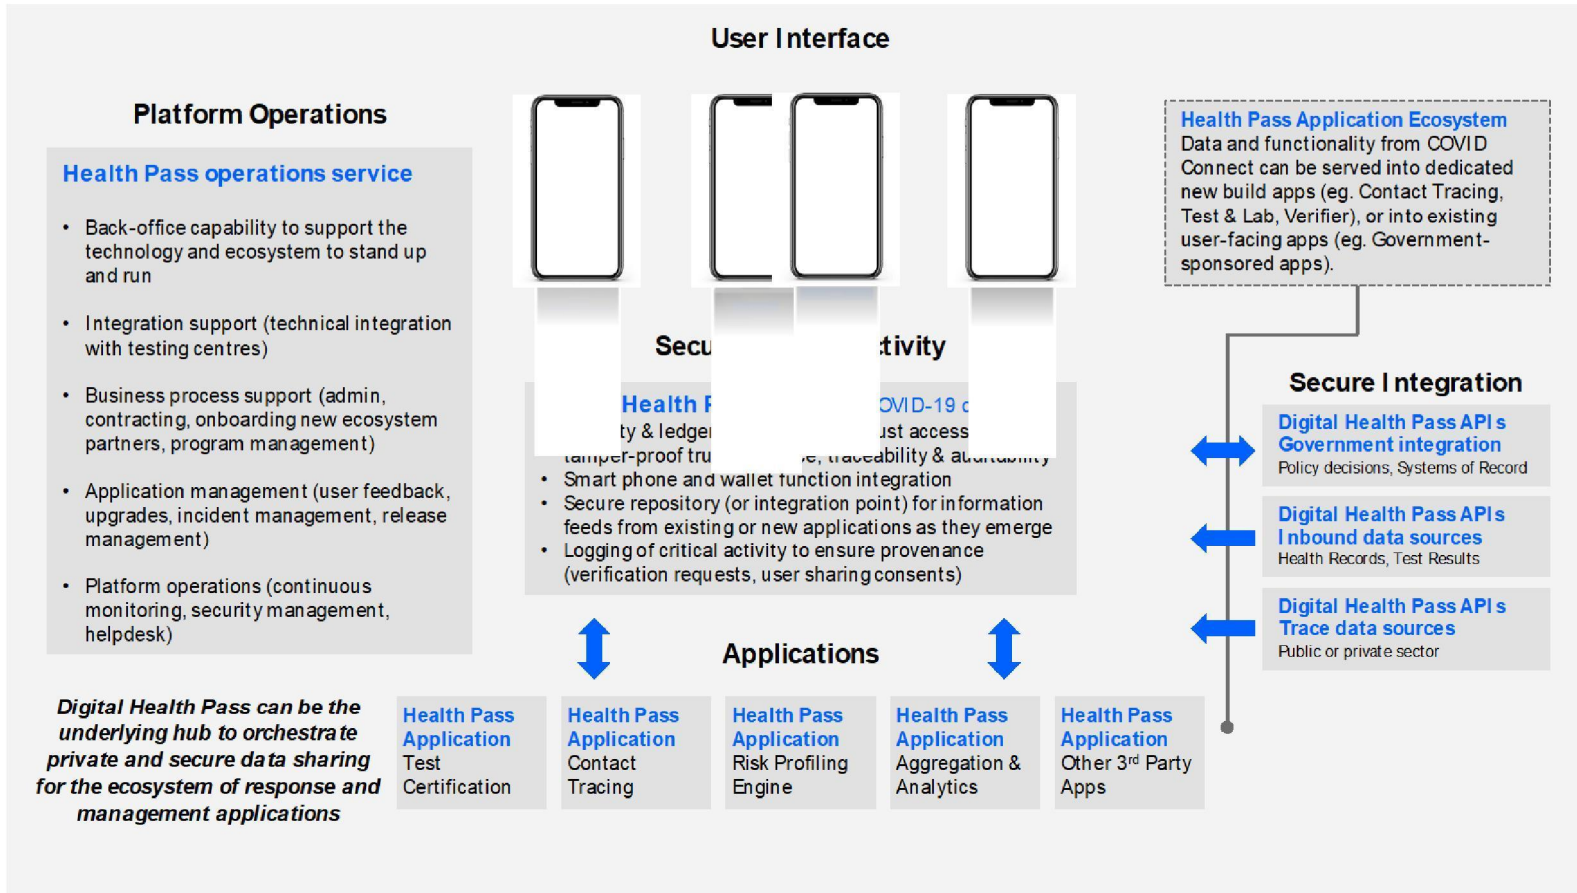 User Interface
Platform Operations
Health Pass operations service
• Back-office capability to support the
technology and ecosystem to stand up
and run
• Integration support (technical integration
with testing centres)
• Business process support (admin,
contracting, onboarding new ecosystem
partners, program management)
• Application management (user feedback,
upgrades, incident management, release
management)
• Platform operations (continuous
monitoring, security management,
helpdesk)
Health Pass Application Ecosystem
Data and functionality from COVID
Connect can be served into dedicated
new build apps (eg. Contact Tracing,
Test & Lab, Verifier), or into existing
user-facing apps (eg. Government-
sponsored apps).
Health
& ledger access
tamper-proof traceability & auditability
• Smart phone and wallet function integration
• Secure repository (or integration point) for information
feeds from existing or new applications as they emerge
• Logging of critical activity to ensure provenance
(verification requests, user sharing consents)
Secure Integration
Digital Health Pass APIs
Government integration
Policy decisions, Systems of Record
Digital Health Pass APIs
Inbound data sources
Health Records, Test Results
Digital Health Pass APIs
Trace data sources
Public or private sector
Applications
Digital Health Pass can be the
underlying hub to orchestrate
private and secure data sharing
for the ecosystem of response and
management applications
Health Pass
Application
Test
Certification
Health Pass
Application
Contact
Tracing
Health Pass
Application
Risk Profiling
Engine
Health Pass
Application
Aggregation &
Analytics
Health Pass
Application
Other 3rd Party
Apps